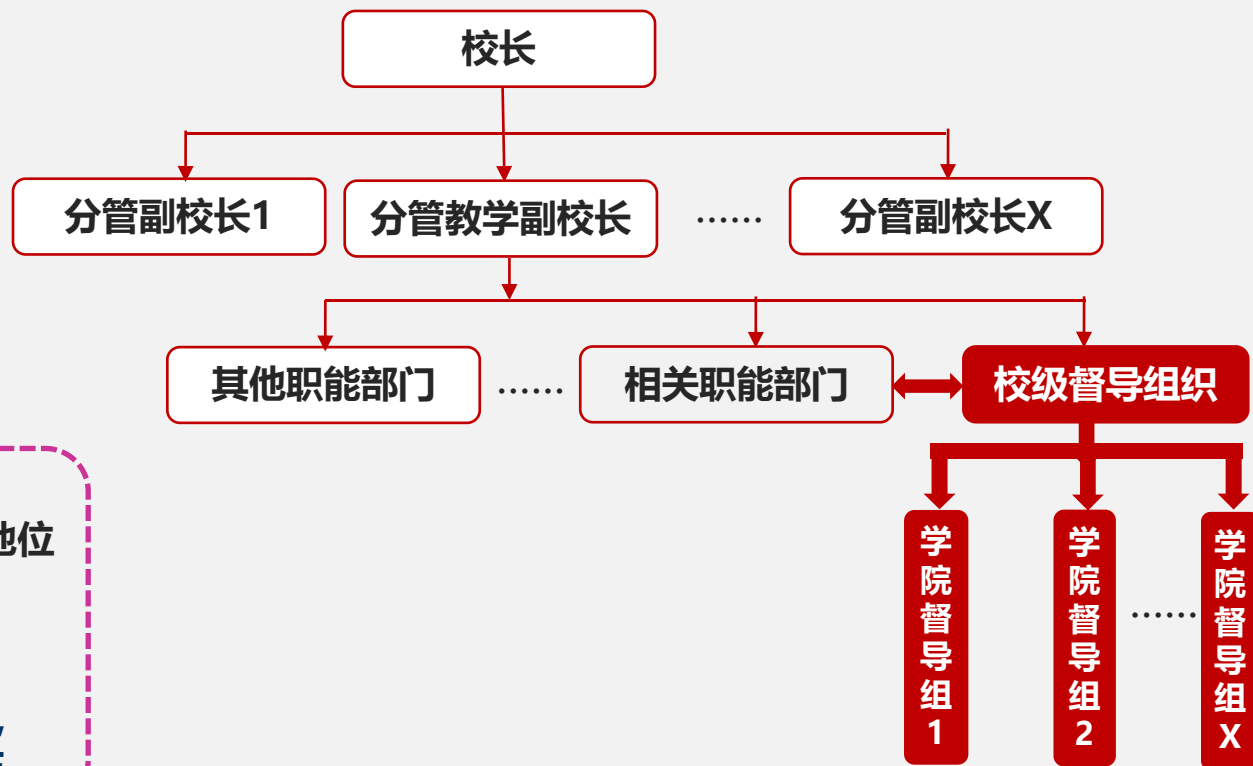 校长
分管副校长1
分管教学副校长
……
分管副校长X
其他职能部门
……
相关职能部门
校级督导组织
地位
学院督导组1
学院督导组2
……
学院督导组X